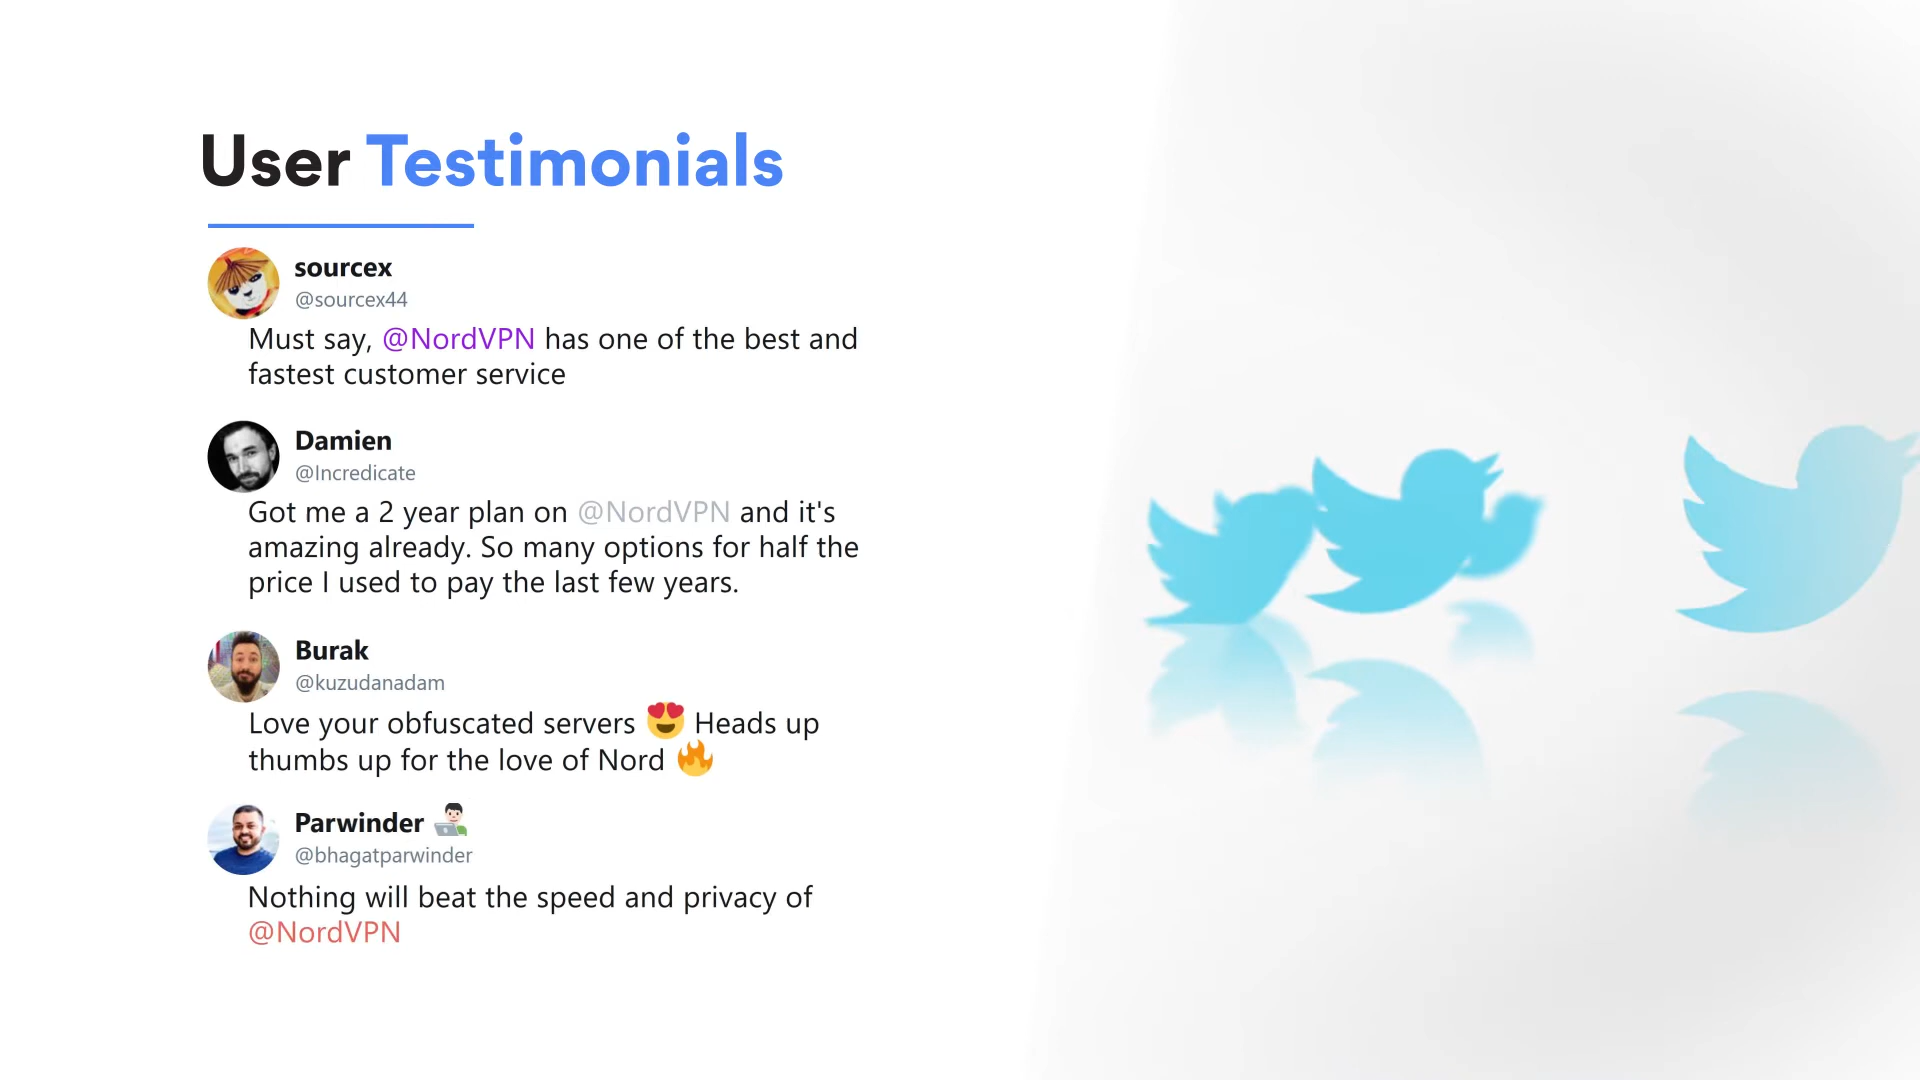 User Testimonials
sourcex
@sourcex44
Must say, @NordVPN has one of the best and
fastest customer service
Damien
@Incredicate
Got me a 2 year plan on @NordVPN and it's
amazing already. So many options for half the
price I used to pay the last few years.
Burak
@kuzudanadam
Love your obfuscated servers 😍 Heads up
thumbs up for the love of Nord 🔥
Parwinder 👨🏻‍💻
@bhagatparwinder
Nothing will beat the speed and privacy of
@NordVPN